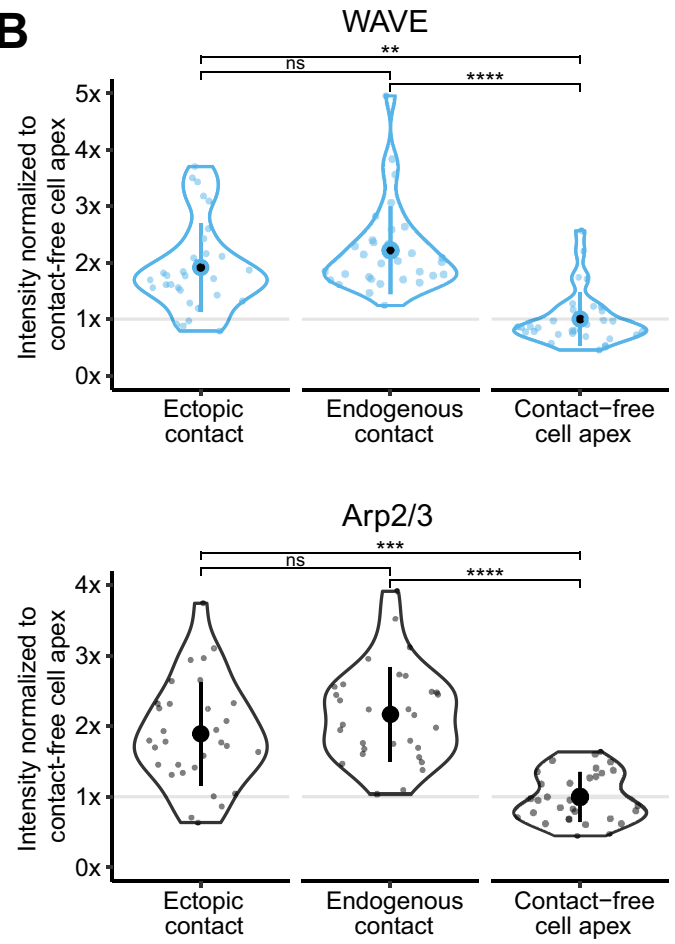 B
WAVE
**
ns
****
Intensity normalized to
contact-free cell apex
5x
4x
3x
2x
1x
0x
Ectopic
contact
Endogenous
contact
Contact-free
cell apex
Arp2/3
***
ns
****
Intensity normalized to
contact-free cell apex
4x
3x
2x
1x
0x
Ectopic
contact
Endogenous
contact
Contact-free
cell apex